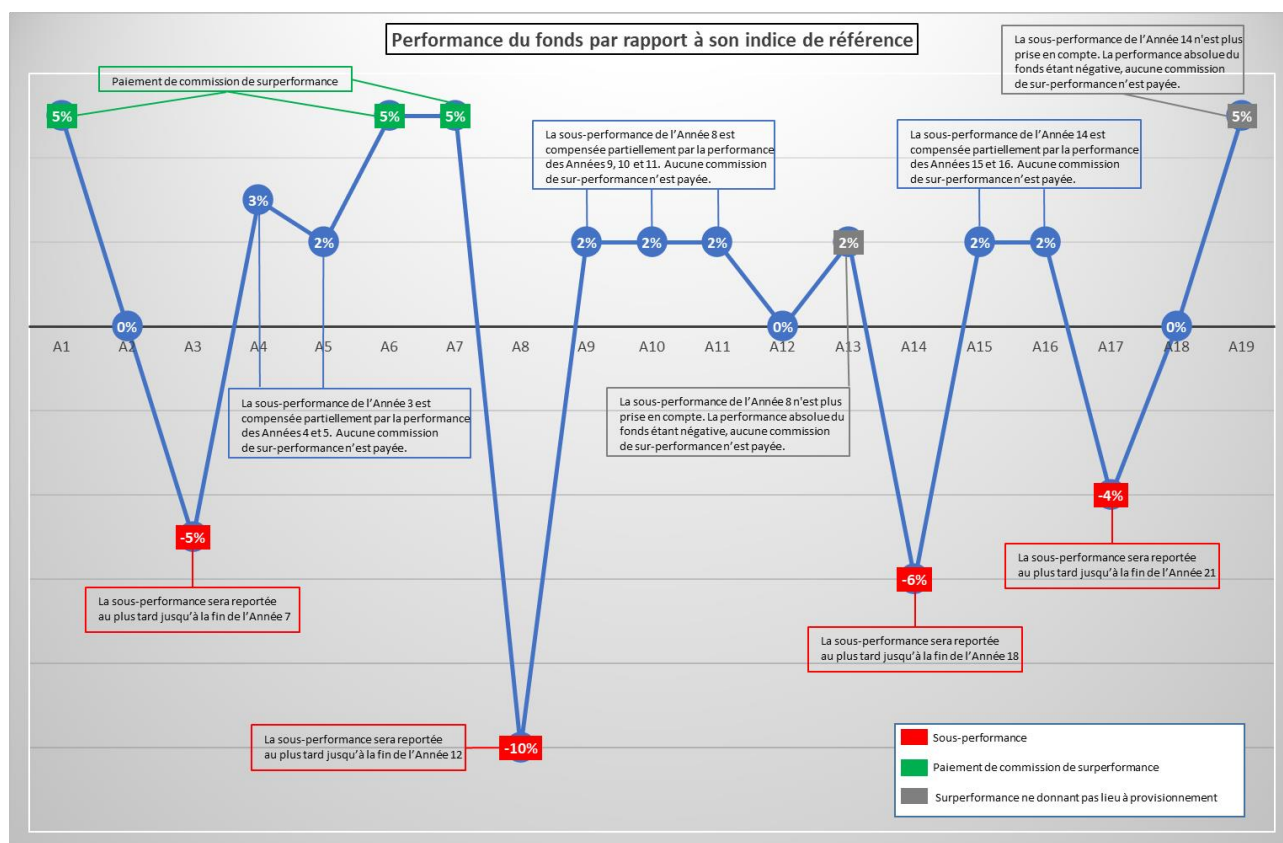 Performance du fonds par rapport à son indice de référence
La sous-performance de l'Année 14 n'est plus
prise en compte. La performance absolue du
fonds étant négative, aucune commission
de sur-performance n'est payée.
Paiement de commission de surperformance
5%
5%
5%
5%
La sous-performance de l'Année 8 est
compensée partiellement par la performance
des Années 9, 10 et 11. Aucune commission
de sur-performance n'est payée.
La sous-performance de l'Année 14 est
compensée partiellement par la performance
des Années 15 et 16. Aucune commission
de sur-performance n'est payée.
3%
2%
2%
2%
2%
2%
2%
2%
0%
0%
0%
A1
A2
A3
A4
A5
A6
A7
A8
A9
A10
A11
A12
A13
A14
A15
A16
A17
A18
A19
La sous-performance de l'Année 3 est
compensée partiellement par la performance
des Années 4 et 5. Aucune commission
de sur-performance n'est payée.
La sous-performance de l'Année 8 n'est plus
prise en compte. La performance absolue du
fonds étant négative, aucune commission
de sur-performance n'est payée.
-5%
-4%
La sous-performance sera reportée
au plus tard jusqu'à la fin de l'Année 21
-6%
La sous-performance sera reportée
au plus tard jusqu'à la fin de l'Année 7
La sous-performance sera reportée
au plus tard jusqu'à la fin de l'Année 18
La sous-performance sera reportée
au plus tard jusqu'à la fin de l'Année 12
-10%
Sous-performance
Paiement de commission de surperformance
Surperformance ne donnant pas lieu à provisionnement